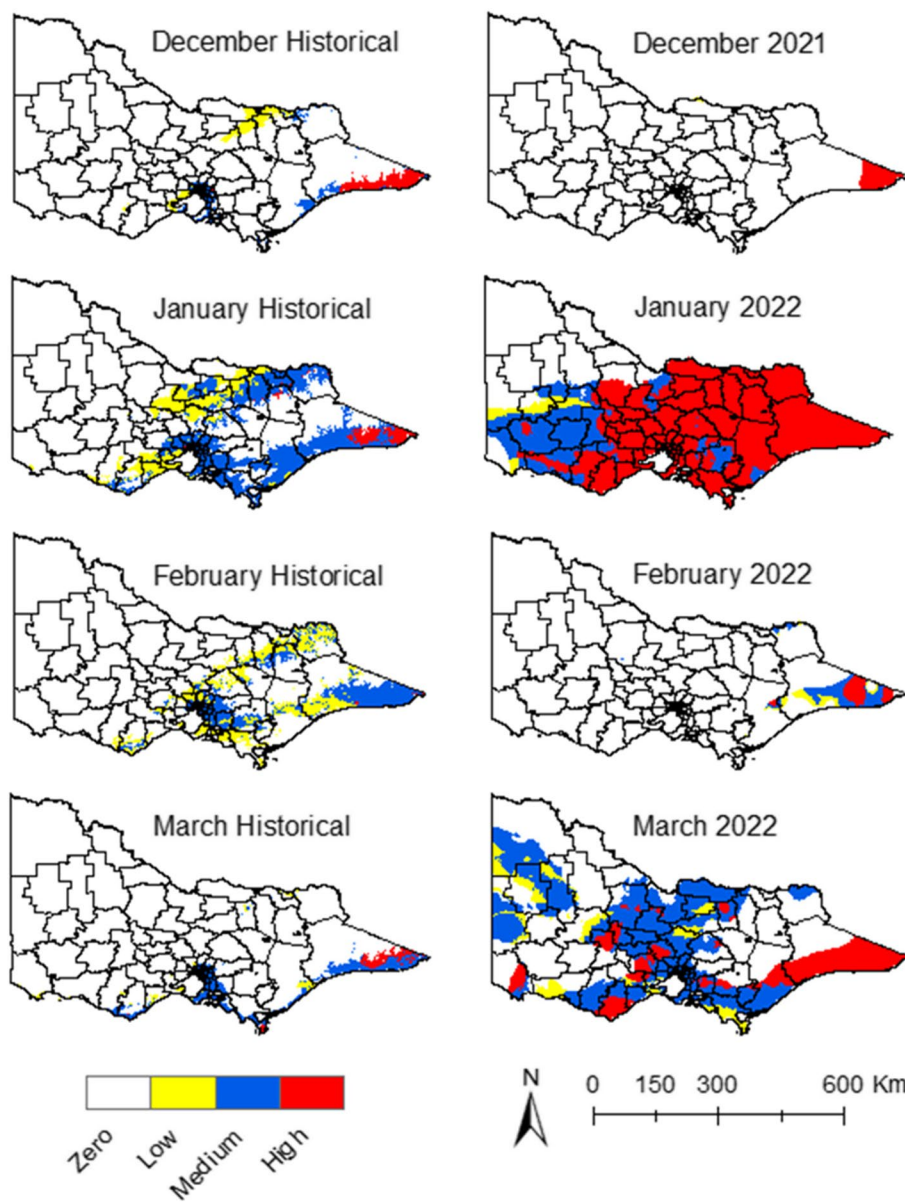 December Historical
December 2021
January Historical
January 2022
February Historical
February 2022
March Historical
March 2022
Zero
Low
Medium
High
N
0 150 300 600 Km